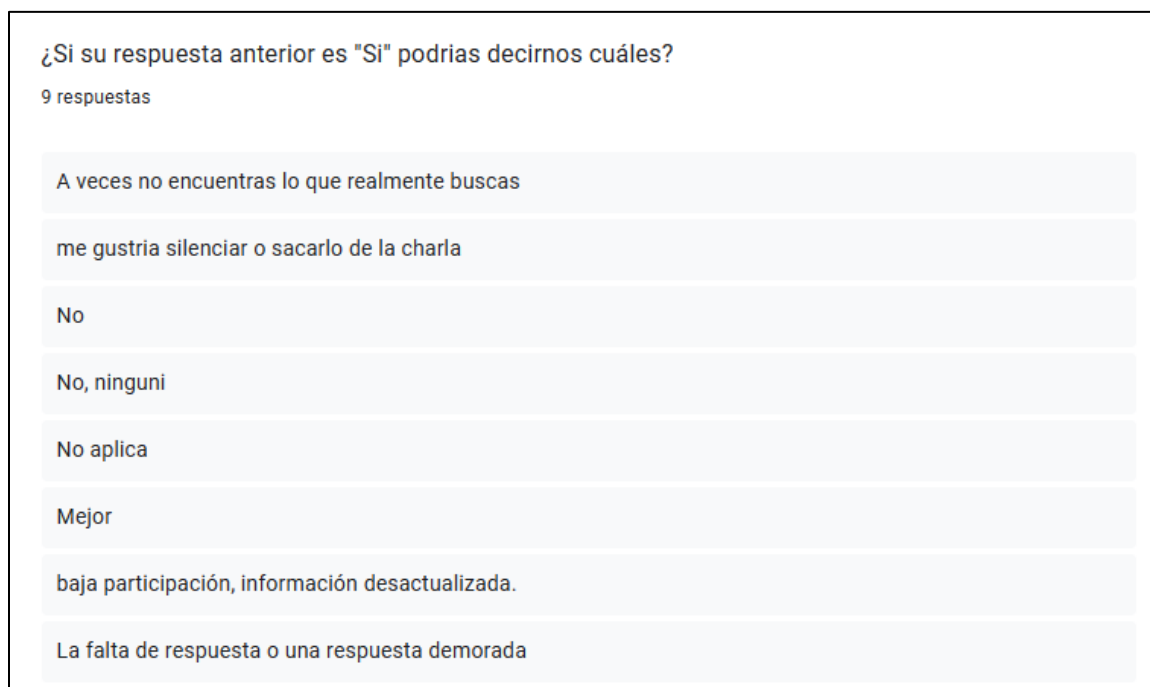 ¿Si su respuesta anterior es "Si" podrias decirnos cuáles?
9 respuestas
A veces no encuentras lo que realmente buscas
me gustria silenciar o sacarlo de la charla
No
No, ninguni
No aplica
Mejor
baja participación, información desactualizada.
La falta de respuesta o una respuesta demorada